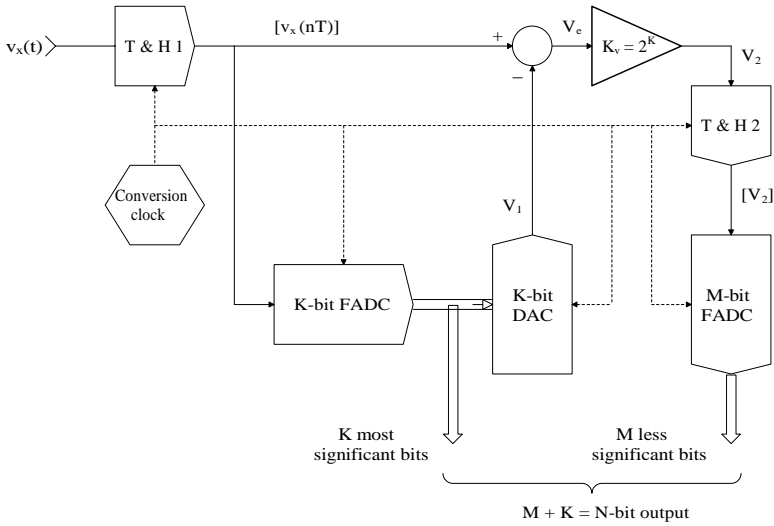 [vₓ(nT)]
vₓ(t)
T & H 1
+
−
Vₑ
Kᵥ = 2ᴷ
V₂
T & H 2
Conversion
clock
V₁
[V₂]
K-bit FADC
K-bit
DAC
M-bit
FADC
K most
significant bits
M less
significant bits
M + K = N-bit output